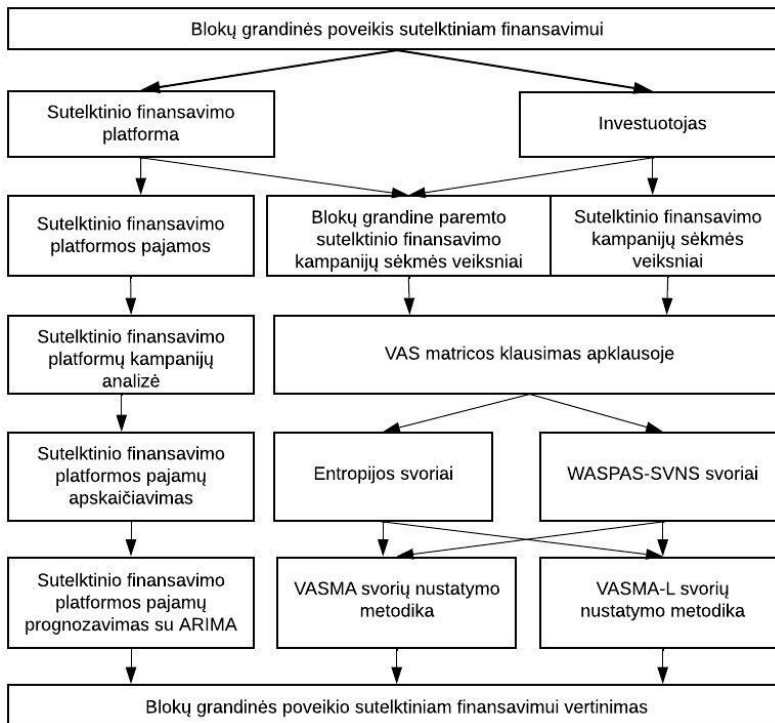 Blokų grandinės poveikis sutelktiniam finansavimui
Sutelktinio finansavimo
platforma
Investuotojas
Sutelktinio finansavimo
platformos pajamos
Blokų grandine paremto
sutelktinio finansavimo
kampanijų sėkmės veiksniai
Sutelktinio finansavimo
kampanijų sėkmės
veiksniai
Sutelktinio finansavimo
platformų kampanijų
analizė
VAS matricos klausimas apklausoje
Sutelktinio finansavimo
platformos pajamų
apskaičiavimas
Entropijos svoriai
WASPAS-SVNS svoriai
Sutelktinio finansavimo
platformos pajamų
prognozavimas su ARIMA
VASMA svorių nustatymo
metodika
VASMA-L svorių
nustatymo metodika
Blokų grandinės poveikio sutelktiniam finansavimui vertinimas